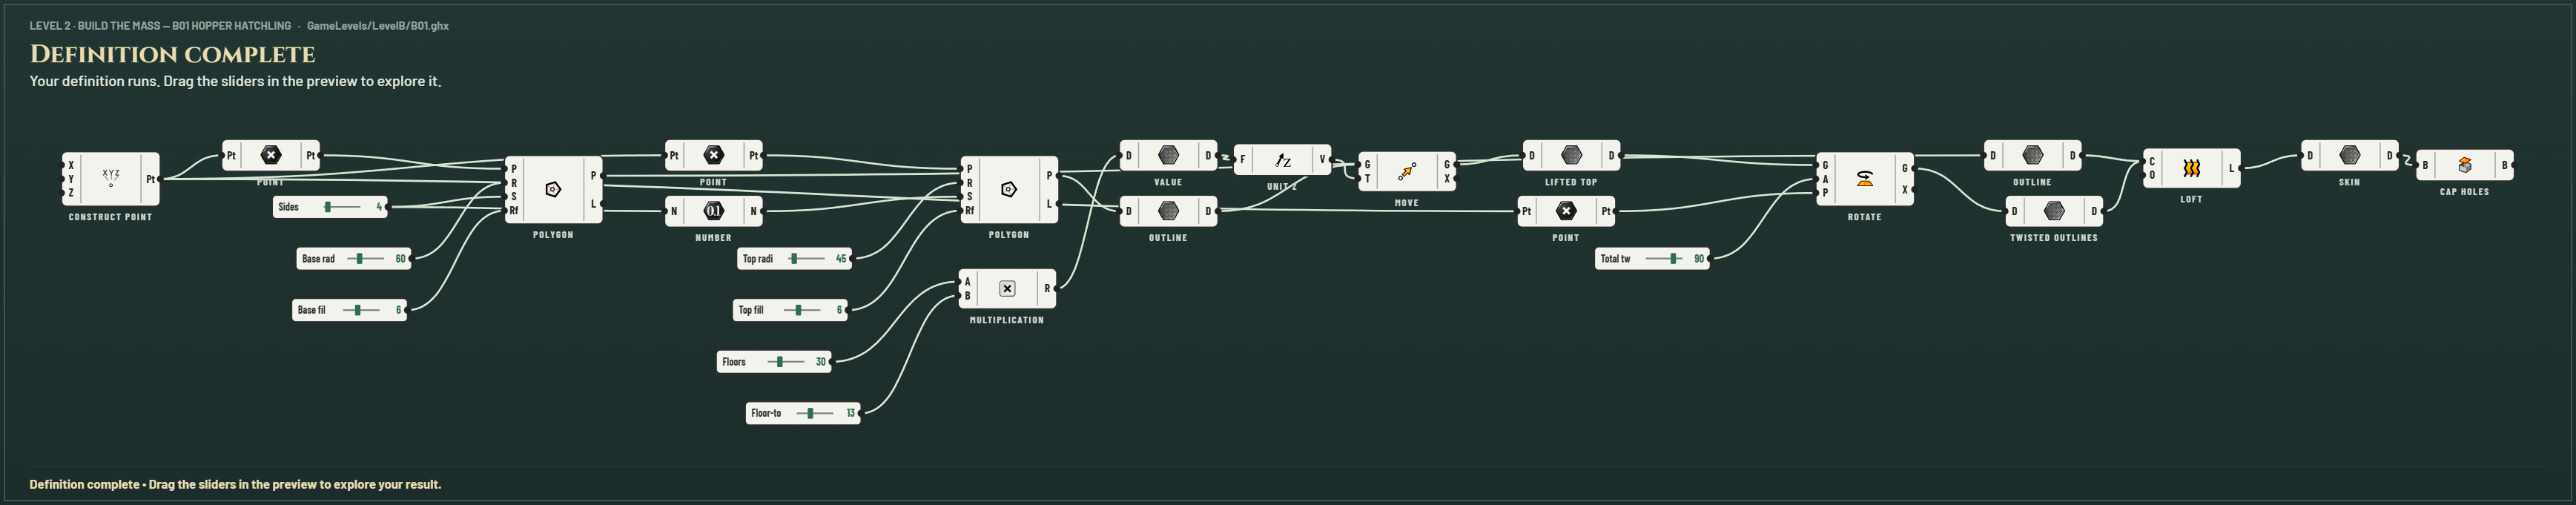 LEVEL 2 · BUILD THE MASS — B01 HOPPER HATCHLING · GameLevels/LevelB/B01.ghx
DEFINITION COMPLETE
Your definition runs. Drag the sliders in the preview to explore it.
X
Y
Z
XYZ
Pt
CONSTRUCT POINT
Pt
Pt
POINT
Sides 4
Base rad 60
Base fil 6
P
R
S
Rf
P
L
POLYGON
Pt
Pt
POINT
N
0.1
N
NUMBER
Top radi 45
Top fill 6
Floors 30
Floor-to 13
P
R
S
Rf
P
L
POLYGON
A
B
R
MULTIPLICATION
D
D
VALUE
D
D
OUTLINE
F
Z
V
UNIT Z
G
T
G
X
MOVE
D
D
LIFTED TOP
Pt
Pt
POINT
Total tw 90
G
A
P
G
X
ROTATE
D
D
OUTLINE
D
D
TWISTED OUTLINES
C
O
L
LOFT
D
D
SKIN
B
B
CAP HOLES
Definition complete • Drag the sliders in the preview to explore your result.